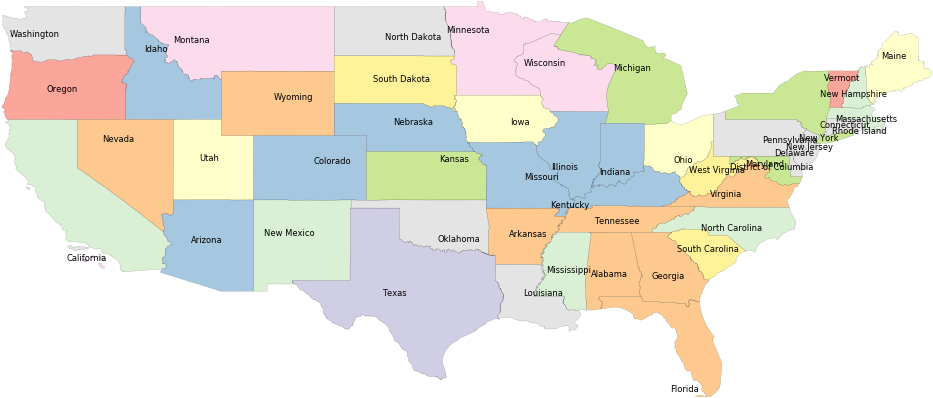 Washington
Idaho
Montana
North Dakota
Minnesota
Wisconsin
Michigan
Maine
Oregon
Wyoming
South Dakota
Vermont
New Hampshire
Nevada
Nebraska
Iowa
Massachusetts
Connecticut
Rhode Island
New York
Pennsylvania
New Jersey
Utah
Colorado
Kansas
Illinois
Indiana
Ohio
Delaware
Maryland
District of Columbia
West Virginia
Missouri
Virginia
Kentucky
California
Arizona
New Mexico
Oklahoma
Arkansas
Tennessee
North Carolina
South Carolina
Mississippi
Alabama
Georgia
Texas
Louisiana
Florida